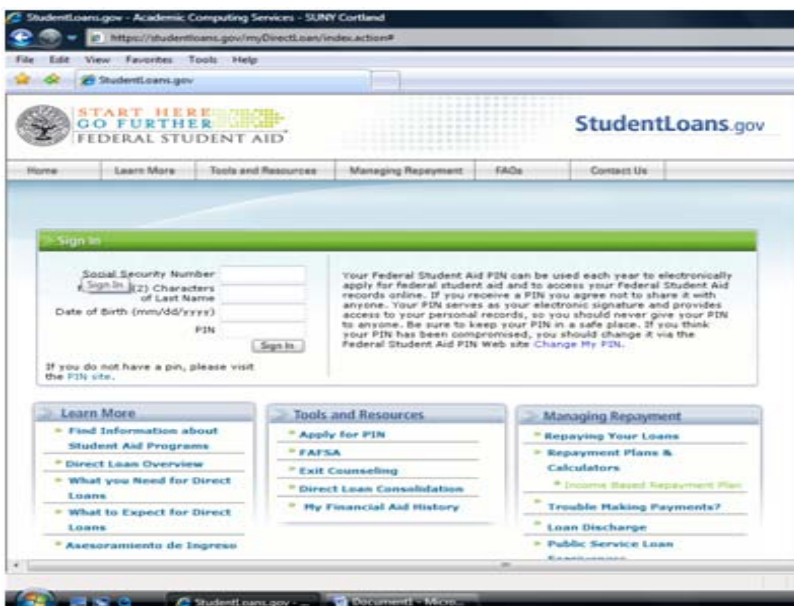 StudentLoans.gov - Academic Computing Services - SUNY Cortland
https://studentloans.gov/myDirectLoan/index.action#
File Edit View Favorites Tools Help
StudentLoans.gov
START HERE
GO FURTHER
FEDERAL STUDENT AID
StudentLoans.gov
Home Learn More Tools and Resources Managing Repayment FAQs Contact Us
Sign In
Social Security Number
Sign In (2) Characters
of Last Name
Date of Birth (mm/dd/yyyy)
PIN
Sign In
If you do not have a pin, please visit
the PIN site.
Your Federal Student Aid PIN can be used each year to electronically
apply for federal student aid and to access your Federal Student Aid
records online. If you receive a PIN you agree not to share it with
anyone. Your PIN serves as your electronic signature and provides
access to your personal records, so you should never give your PIN
to anyone. Be sure to keep your PIN in a safe place. If you think
your PIN has been compromised, you should change it via the
Federal Student Aid PIN Web site Change My PIN.
Learn More
Find Information about
Student Aid Programs
Direct Loan Overview
What you Need for Direct
Loans
What to Expect for Direct
Loans
Asesoramiento de Ingreso
Tools and Resources
Apply for PIN
FAFSA
Exit Counseling
Direct Loan Consolidation
My Financial Aid History
Managing Repayment
Repaying Your Loans
Repayment Plans &
Calculators
Income Based Repayment Plan
Trouble Making Payments?
Loan Discharge
Public Service Loan
StudentLoans.gov - ... Document1 - Micro...